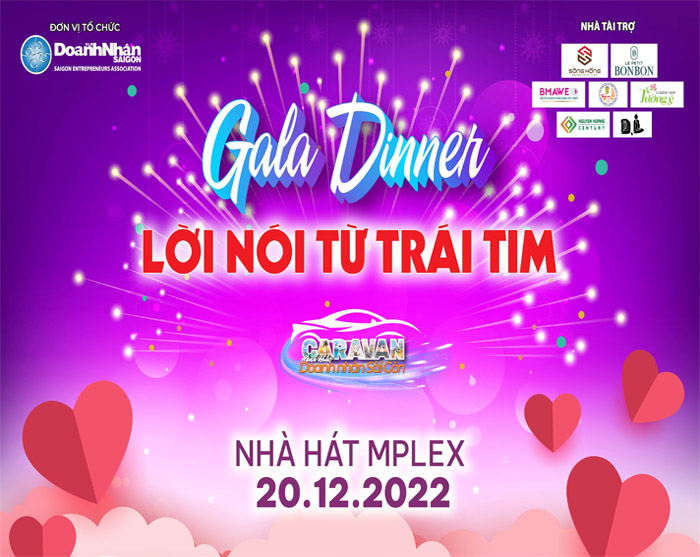 ĐƠN VỊ TỔ CHỨC
DoanhNhân
SAIGON
SAIGON ENTREPRENEURS ASSOCIATION
NHÀ TÀI TRỢ
SÔNG HỒNG
LE PETIT
BONBON
BMAWE
Tường Vy
NGUYEN HOANG
CENTURY
D.L
Gala Dinner
LỜI NÓI TỪ TRÁI TIM
CARAVAN
Doanh nhân Sài Gòn
NHÀ HÁT MPLEX
20.12.2022